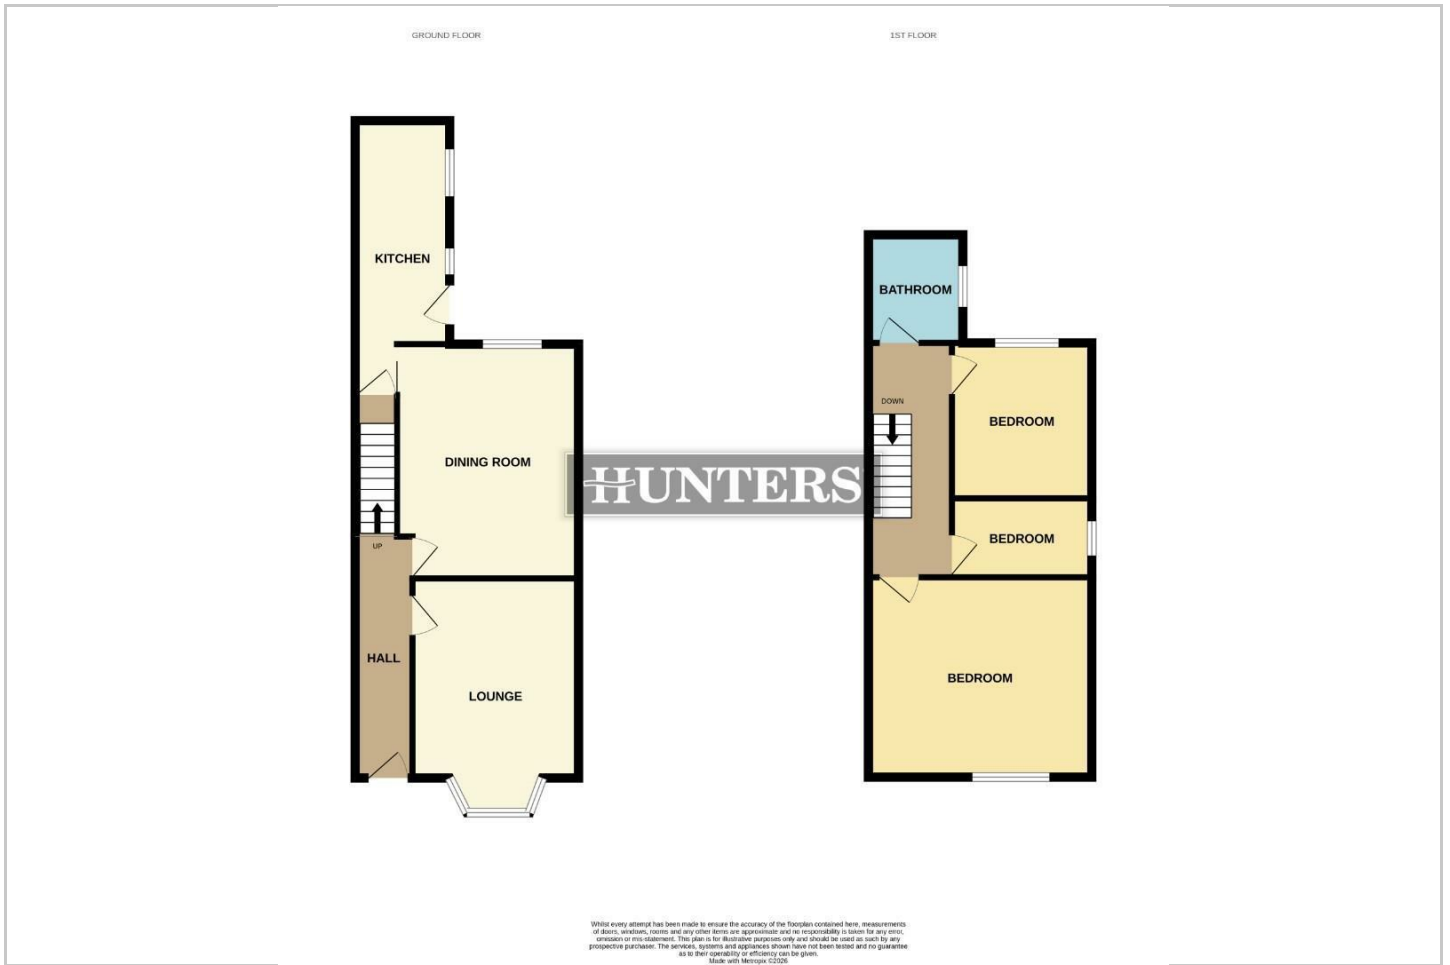 GROUND FLOOR
1ST FLOOR
KITCHEN
BATHROOM
DOWN
BEDROOM
DINING ROOM
HUNTERS
BEDROOM
UP
HALL
BEDROOM
LOUNGE
Whilst every attempt has been made to ensure the accuracy of the floorplan contained here, measurements
of doors, windows, rooms and any other items are approximate and no responsibility is taken for any error,
omission or mis-statement. This plan is for illustrative purposes only and should be used as such by any
prospective purchaser. The services, systems and appliances shown have not been tested and no guarantee
as to their operability or efficiency can be given.
Made with Metropix ©2026